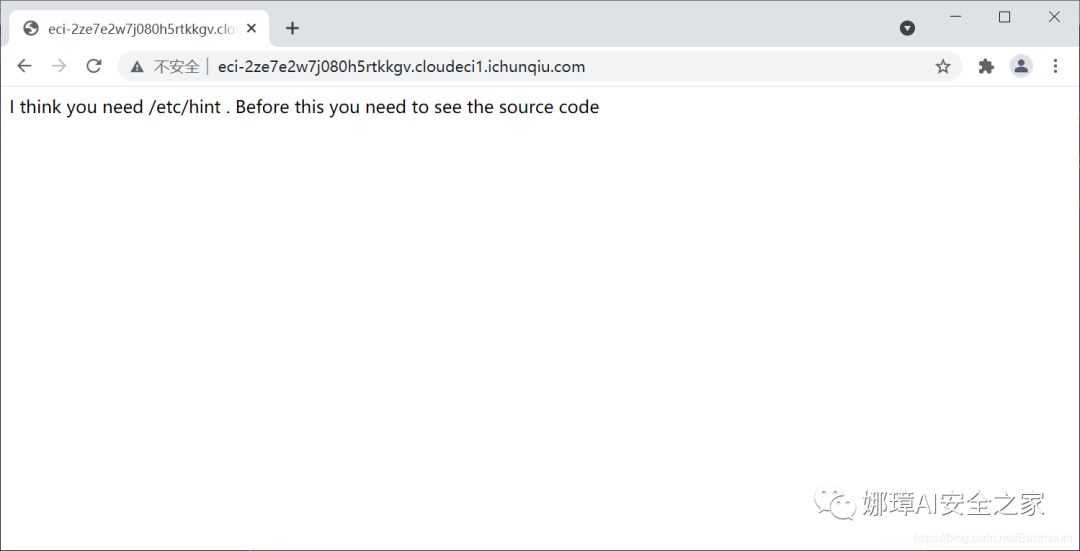 eci-2ze7e2w7j080h5rtkkgv.clo
不安全 eci-2ze7e2w7j080h5rtkkgv.cloudeci1.ichunqiu.com
I think you need /etc/hint . Before this you need to see the source code
娜璋AI安全之家
https://blog.csdn.net/Eastmount